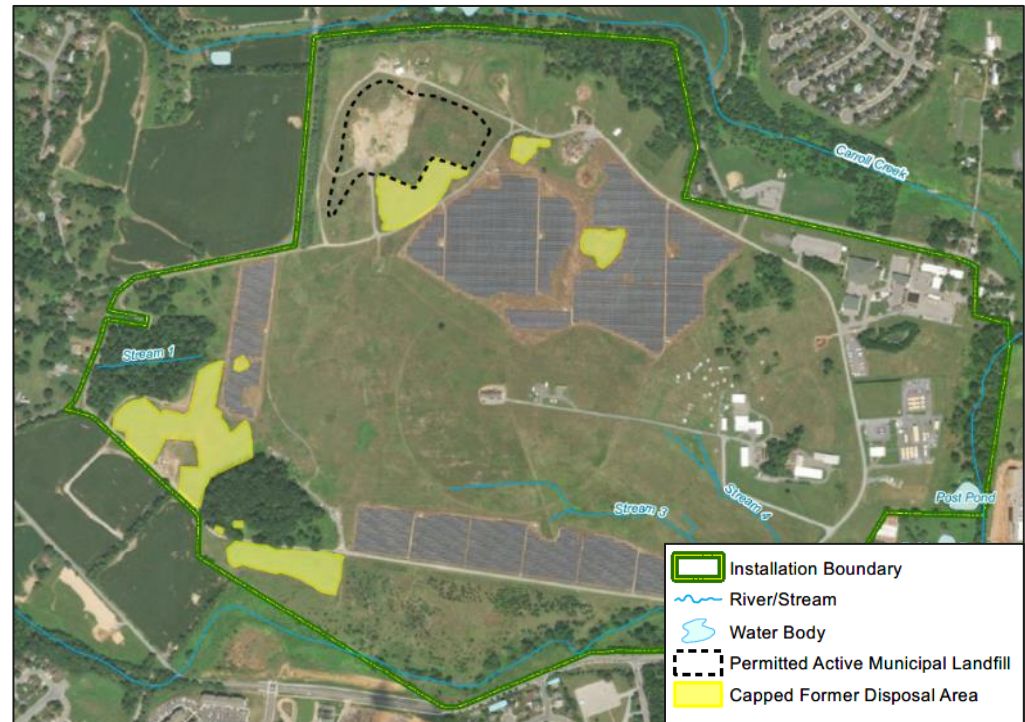 Carroll Creek
Stream 1
Post Pond
Stream 4
Stream 3
Installation Boundary
River/Stream
Water Body
Permitted Active Municipal Landfill
Capped Former Disposal Area